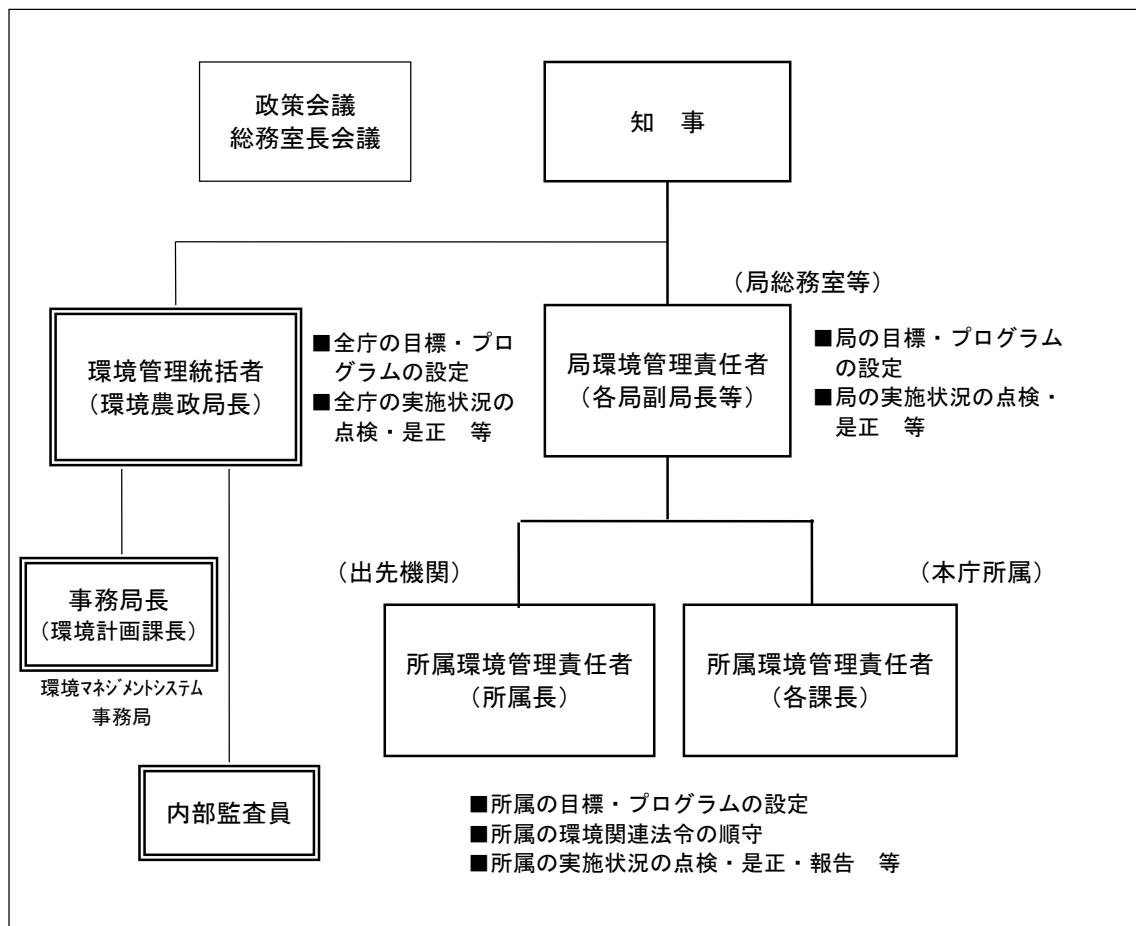 政策会議
総務室長会議
知　事
（局総務室等）
環境管理統括者
（環境農政局長）
■全庁の目標・プロ
グラムの設定
■全庁の実施状況の
点検・是正　等
局環境管理責任者
（各局副局長等）
■局の目標・プログラム
の設定
■局の実施状況の点検・
是正　等
（出先機関）
（本庁所属）
事務局長
（環境計画課長）
環境ﾏﾈｼﾞﾒﾝﾄｼｽﾃﾑ
事務局
所属環境管理責任者
（所属長）
所属環境管理責任者
（各課長）
内部監査員
■所属の目標・プログラムの設定
■所属の環境関連法令の順守
■所属の実施状況の点検・是正・報告　等